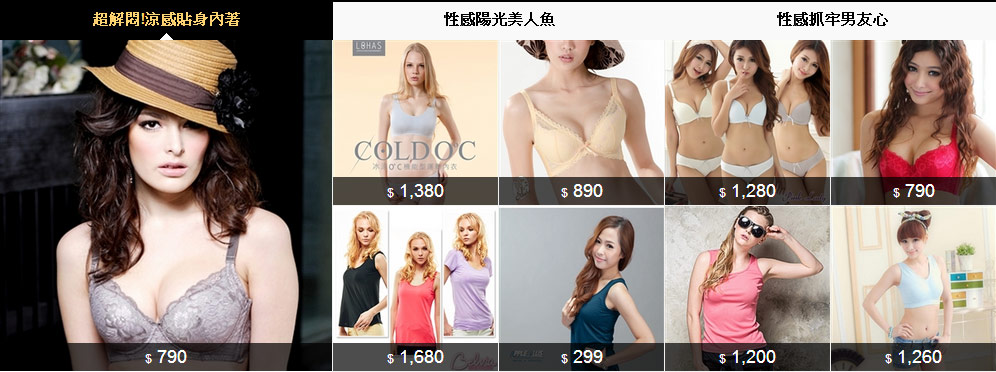 超解悶!涼感貼身內著
性感陽光美人魚
性感抓牢男友心
LOHAS
COLD0°C
$ 1,380
$ 890
$ 1,280
$ 790
$ 790
$ 1,680
$ 299
$ 1,200
$ 1,260